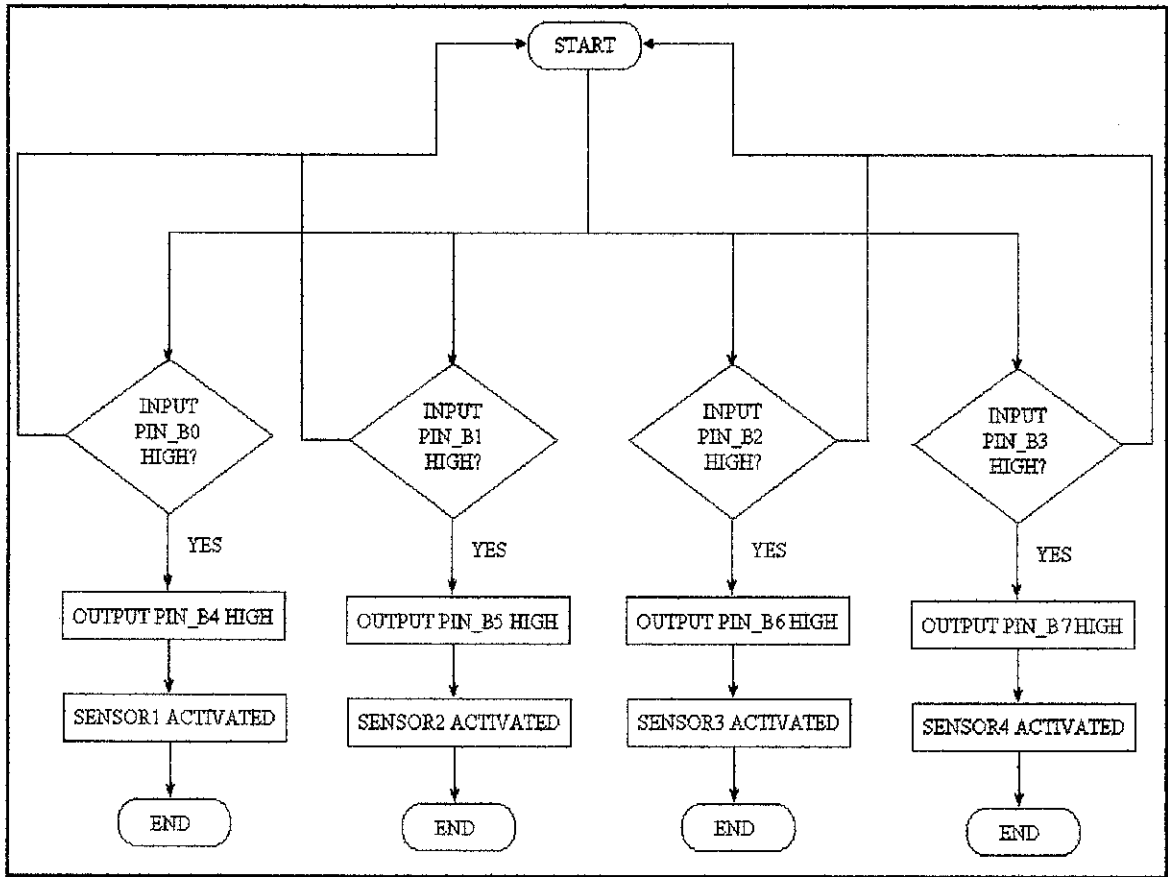 START
INPUT
PIN_B0
HIGH?
INPUT
PIN_B1
HIGH?
INPUT
PIN_B2
HIGH?
INPUT
PIN_B3
HIGH?
YES
YES
YES
YES
OUTPUT PIN_B4 HIGH
OUTPUT PIN_B5 HIGH
OUTPUT PIN_B6 HIGH
OUTPUT PIN_B7 HIGH
SENSOR1 ACTIVATED
SENSOR2 ACTIVATED
SENSOR3 ACTIVATED
SENSOR4 ACTIVATED
END
END
END
END